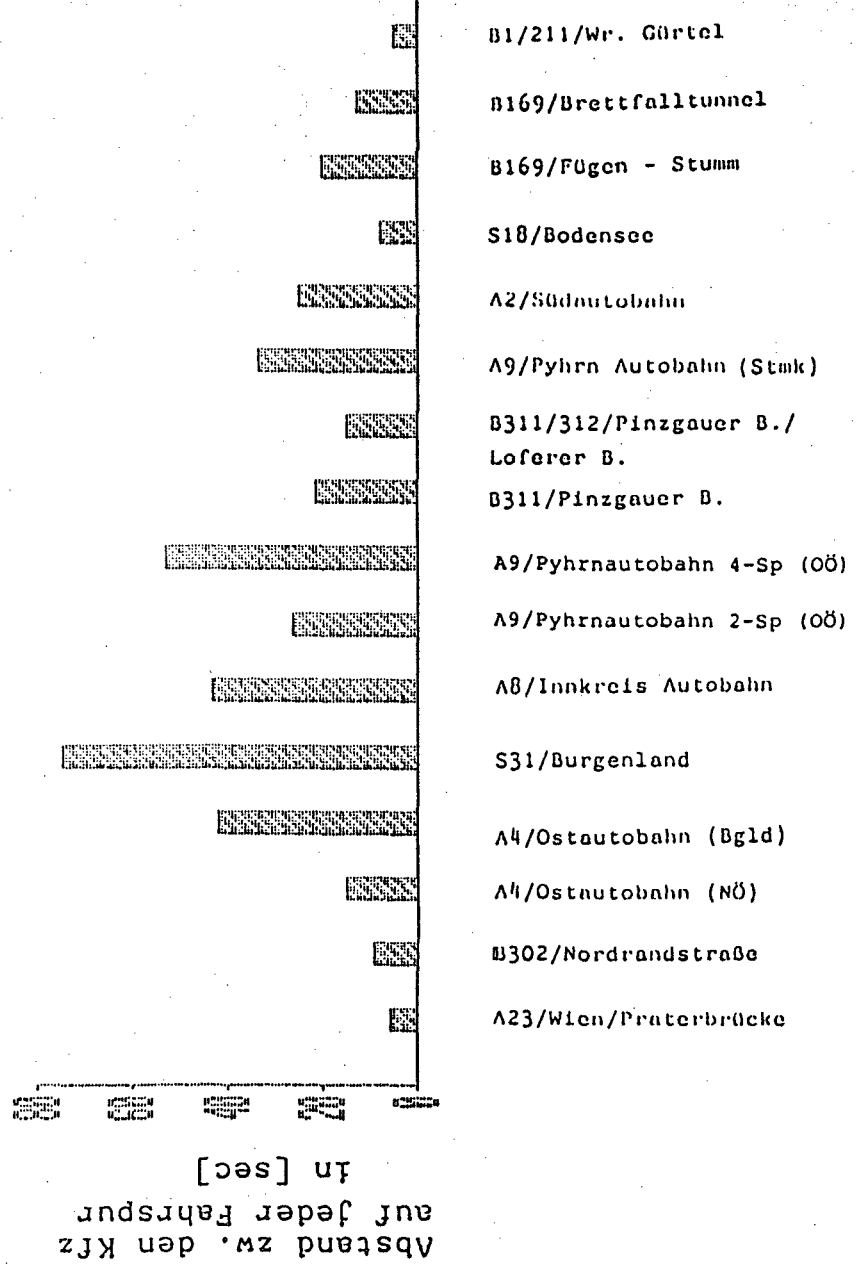 B1/211/Wr. Gürtel
B169/Brettfalltunnel
B169/Fügen - Stumm
S18/Bodensee
A2/Südautobahn
A9/Pyhrn Autobahn (Stmk)
B311/312/Pinzgauer B./
Loferer B.
B311/Pinzgauer B.
A9/Pyhrnautobahn 4-Sp (OÖ)
A9/Pyhrnautobahn 2-Sp (OÖ)
A8/Innkreis Autobahn
S31/Burgenland
A4/Ostautobahn (Bgld)
A4/Ostautobahn (NÖ)
B302/Nordrandstraße
A23/Wien/Praterbrücke
Abstand zw. den Kfz
auf jeder Fahrspur
in [sec]